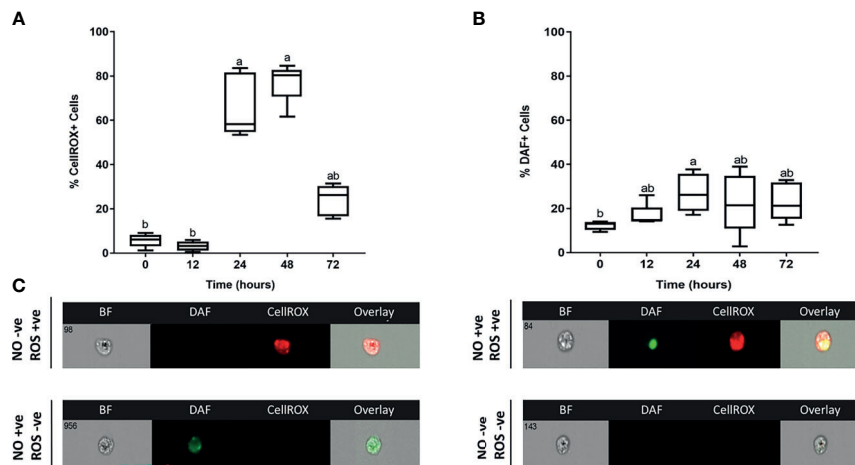 A
% CellROX+ Cells
100
80
60
40
20
0
b
b
a
a
ab
0 12 24 48 72
Time (hours)
B
% DAF+ Cells
100
80
60
40
20
0
b
ab
a
ab
ab
0 12 24 48 72
Time (hours)
C
NO -ve
ROS +ve
BF DAF CellROX Overlay
98
NO +ve
ROS +ve
BF DAF CellROX Overlay
84
NO +ve
ROS -ve
BF DAF CellROX Overlay
956
NO -ve
ROS -ve
BF DAF CellROX Overlay
143